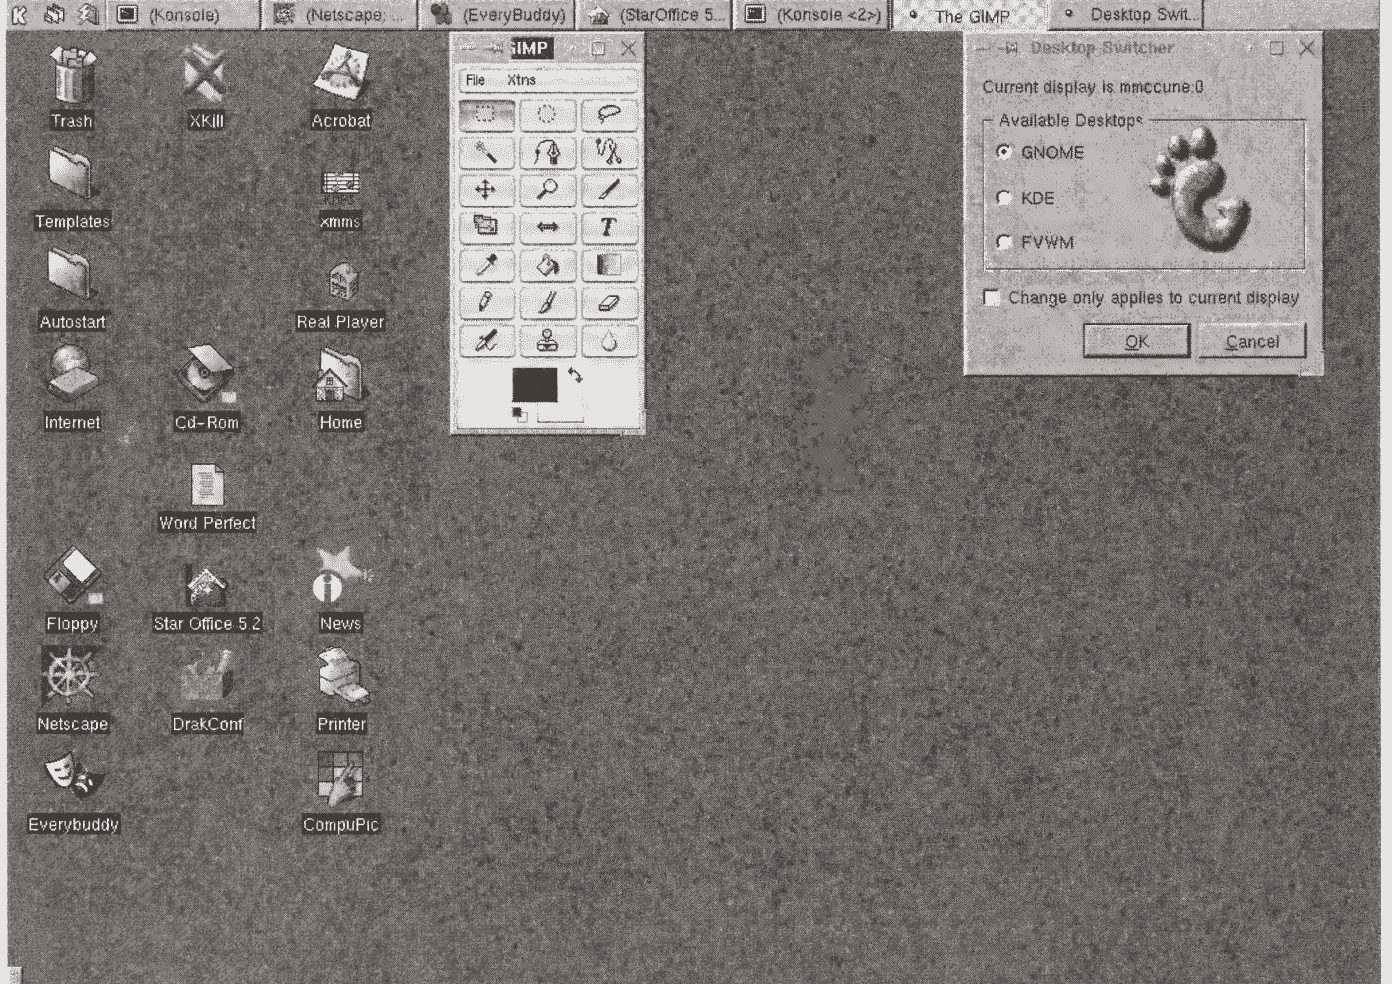 K (Konsole) (Netscape; ... (EveryBuddy) (StarOffice 5... (Konsole <2>) The GIMP Desktop Swit...
Trash
XKill
Acrobat
Templates
xmms
Autostart
Real Player
Internet
Cd-Rom
Home
Word Perfect
Floppy
Star Office 5.2
News
Netscape
DrakConf
Printer
Everybuddy
CompuPic
GIMP
File Xtns
T
Desktop Switcher
Current display is mmccune:0
Available Desktops
GNOME
KDE
FVWM
Change only applies to current display
OK Cancel